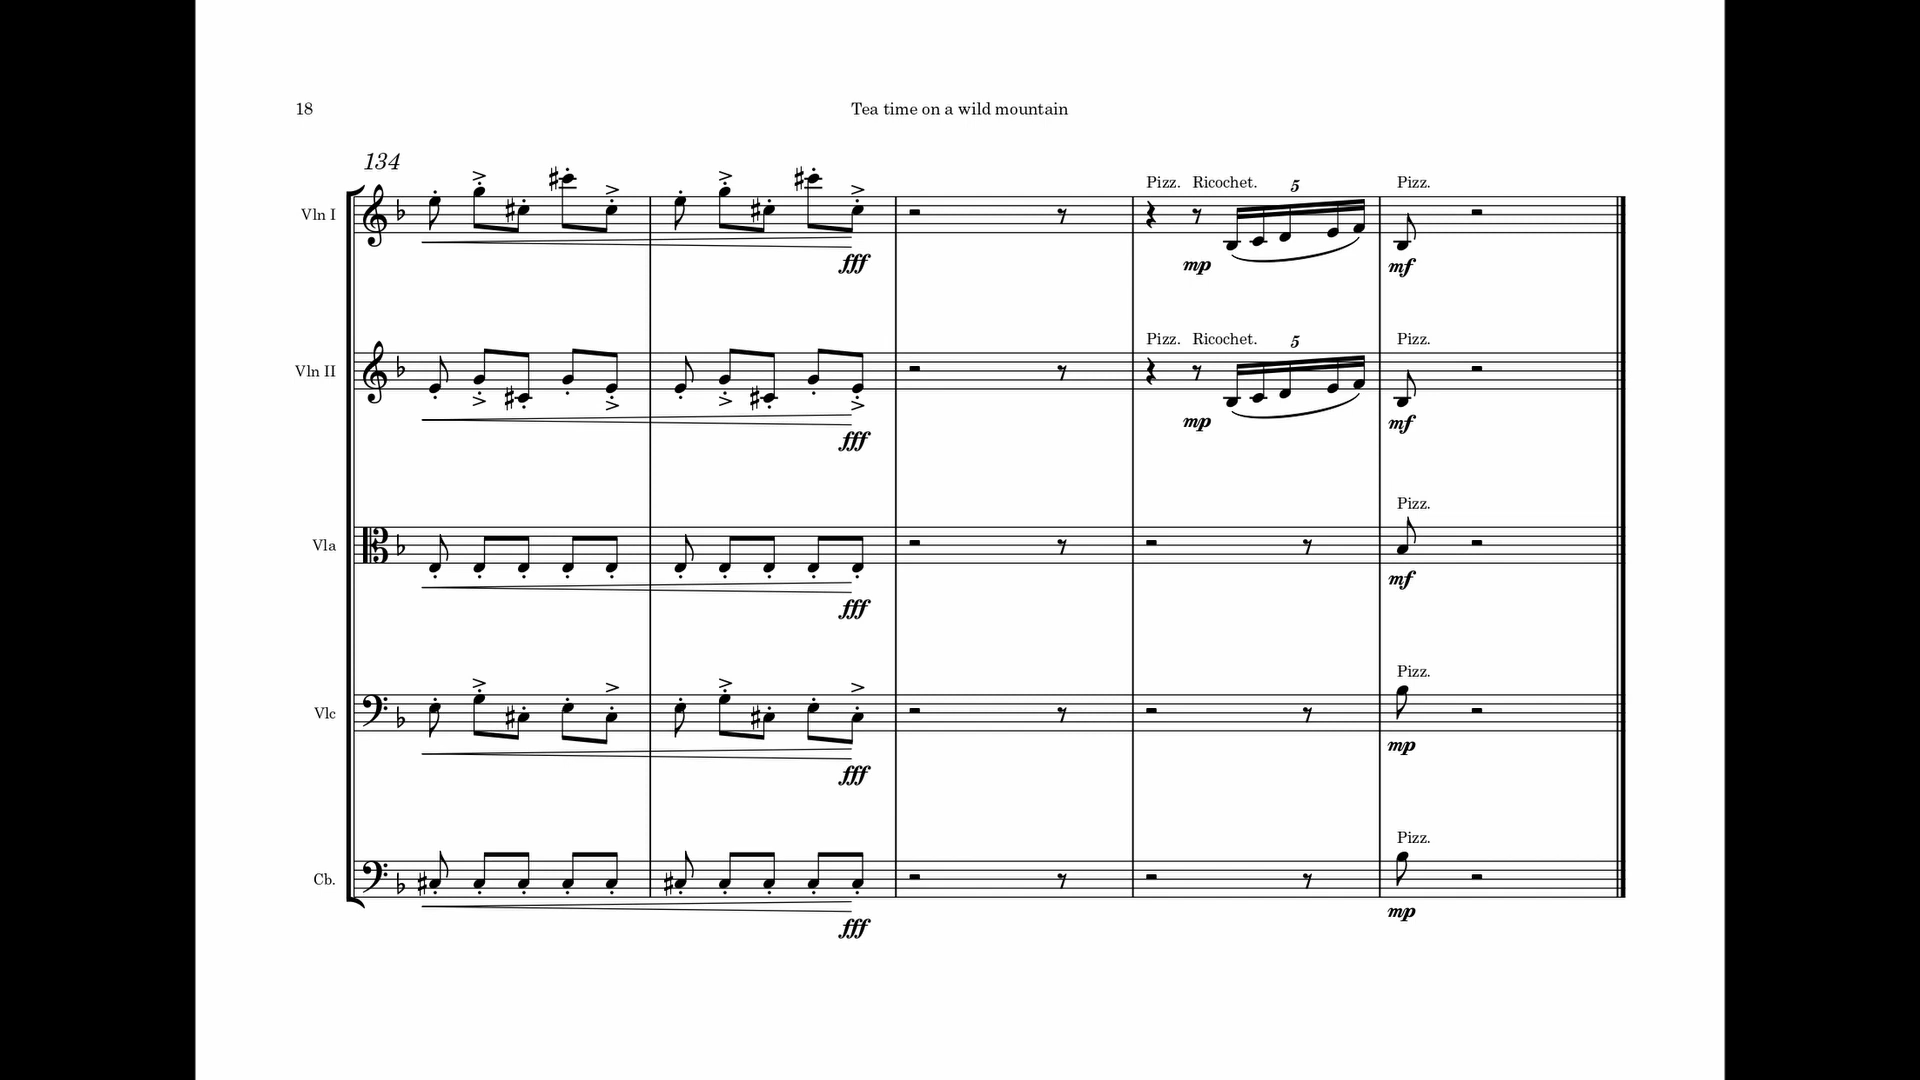 18
Tea time on a wild mountain
134
Vln I
Pizz. Ricochet. 5 Pizz.
fff mp mf
Vln II
Pizz. Ricochet. 5 Pizz.
fff mp mf
Vla
Pizz.
fff mf
Vlc
Pizz.
fff mp
Cb.
Pizz.
fff mp